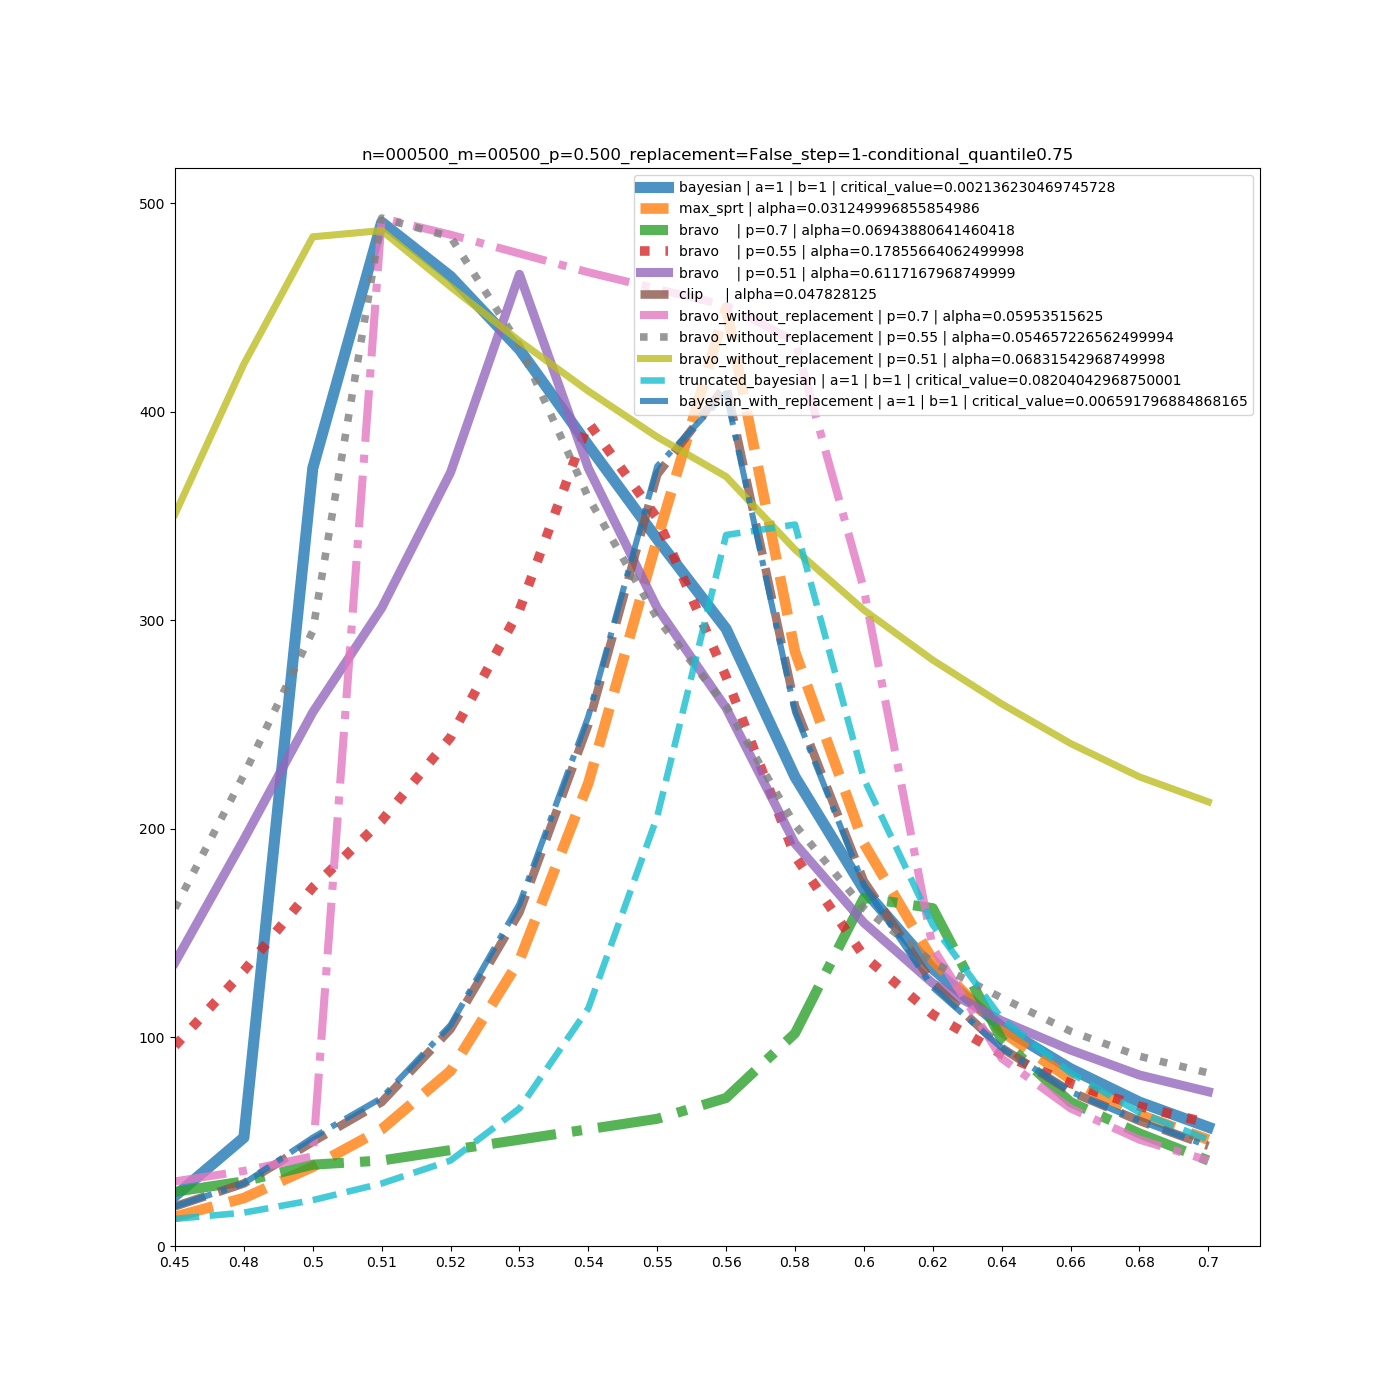 n=000500_m=00500_p=0.500_replacement=False_step=1-conditional_quantile0.75
bayesian | a=1 | b=1 | critical_value=0.002136230469745728
max_sprt | alpha=0.031249996855854986
bravo | p=0.7 | alpha=0.06943880641460418
bravo | p=0.55 | alpha=0.17855664062499998
bravo | p=0.51 | alpha=0.6117167968749999
clip | alpha=0.047828125
bravo_without_replacement | p=0.7 | alpha=0.05953515625
bravo_without_replacement | p=0.55 | alpha=0.054657226562499994
bravo_without_replacement | p=0.51 | alpha=0.06831542968749998
truncated_bayesian | a=1 | b=1 | critical_value=0.08204042968750001
bayesian_with_replacement | a=1 | b=1 | critical_value=0.006591796884868165
500
400
300
200
100
0
0.45 0.48 0.5 0.51 0.52 0.53 0.54 0.55 0.56 0.58 0.6 0.62 0.64 0.66 0.68 0.7